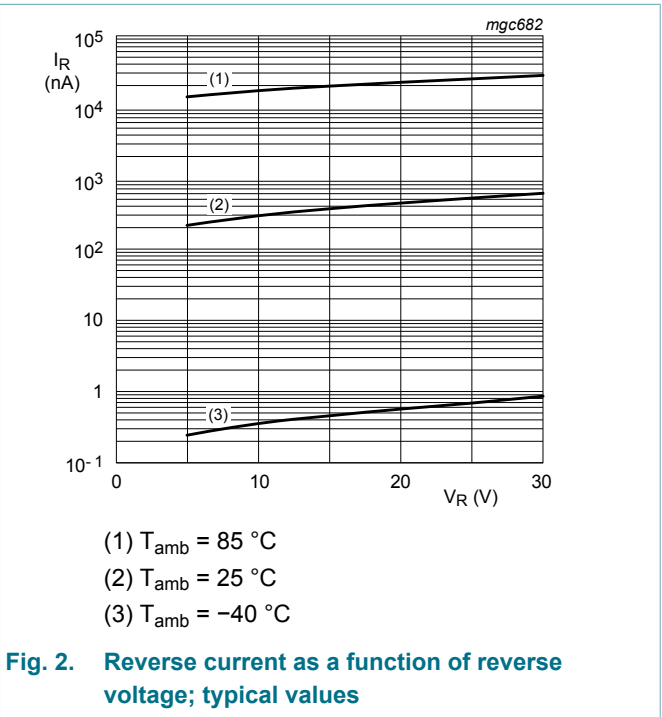 mgc682
10⁵
I_R
(nA)
(1)
10⁴
10³
(2)
10²
10
1
(3)
10⁻¹
0 10 20 30
V_R (V)
(1) T_amb = 85 °C
(2) T_amb = 25 °C
(3) T_amb = −40 °C
Fig. 2. Reverse current as a function of reverse
voltage; typical values